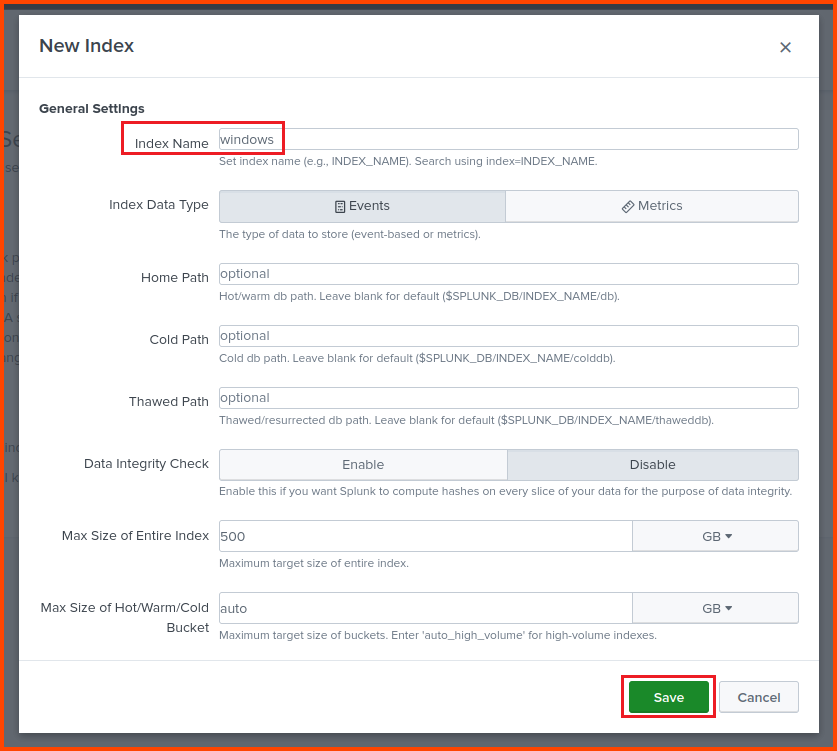 New Index
General Settings
Index Name windows
Set index name (e.g., INDEX_NAME). Search using index=INDEX_NAME.
Index Data Type Events Metrics
The type of data to store (event-based or metrics).
Home Path optional
Hot/warm db path. Leave blank for default ($SPLUNK_DB/INDEX_NAME/db).
Cold Path optional
Cold db path. Leave blank for default ($SPLUNK_DB/INDEX_NAME/colddb).
Thawed Path optional
Thawed/resurrected db path. Leave blank for default ($SPLUNK_DB/INDEX_NAME/thaweddb).
Data Integrity Check Enable Disable
Enable this if you want Splunk to compute hashes on every slice of your data for the purpose of data integrity.
Max Size of Entire Index 500 GB
Maximum target size of entire index.
Max Size of Hot/Warm/Cold Bucket auto GB
Maximum target size of buckets. Enter 'auto_high_volume' for high-volume indexes.
Save Cancel